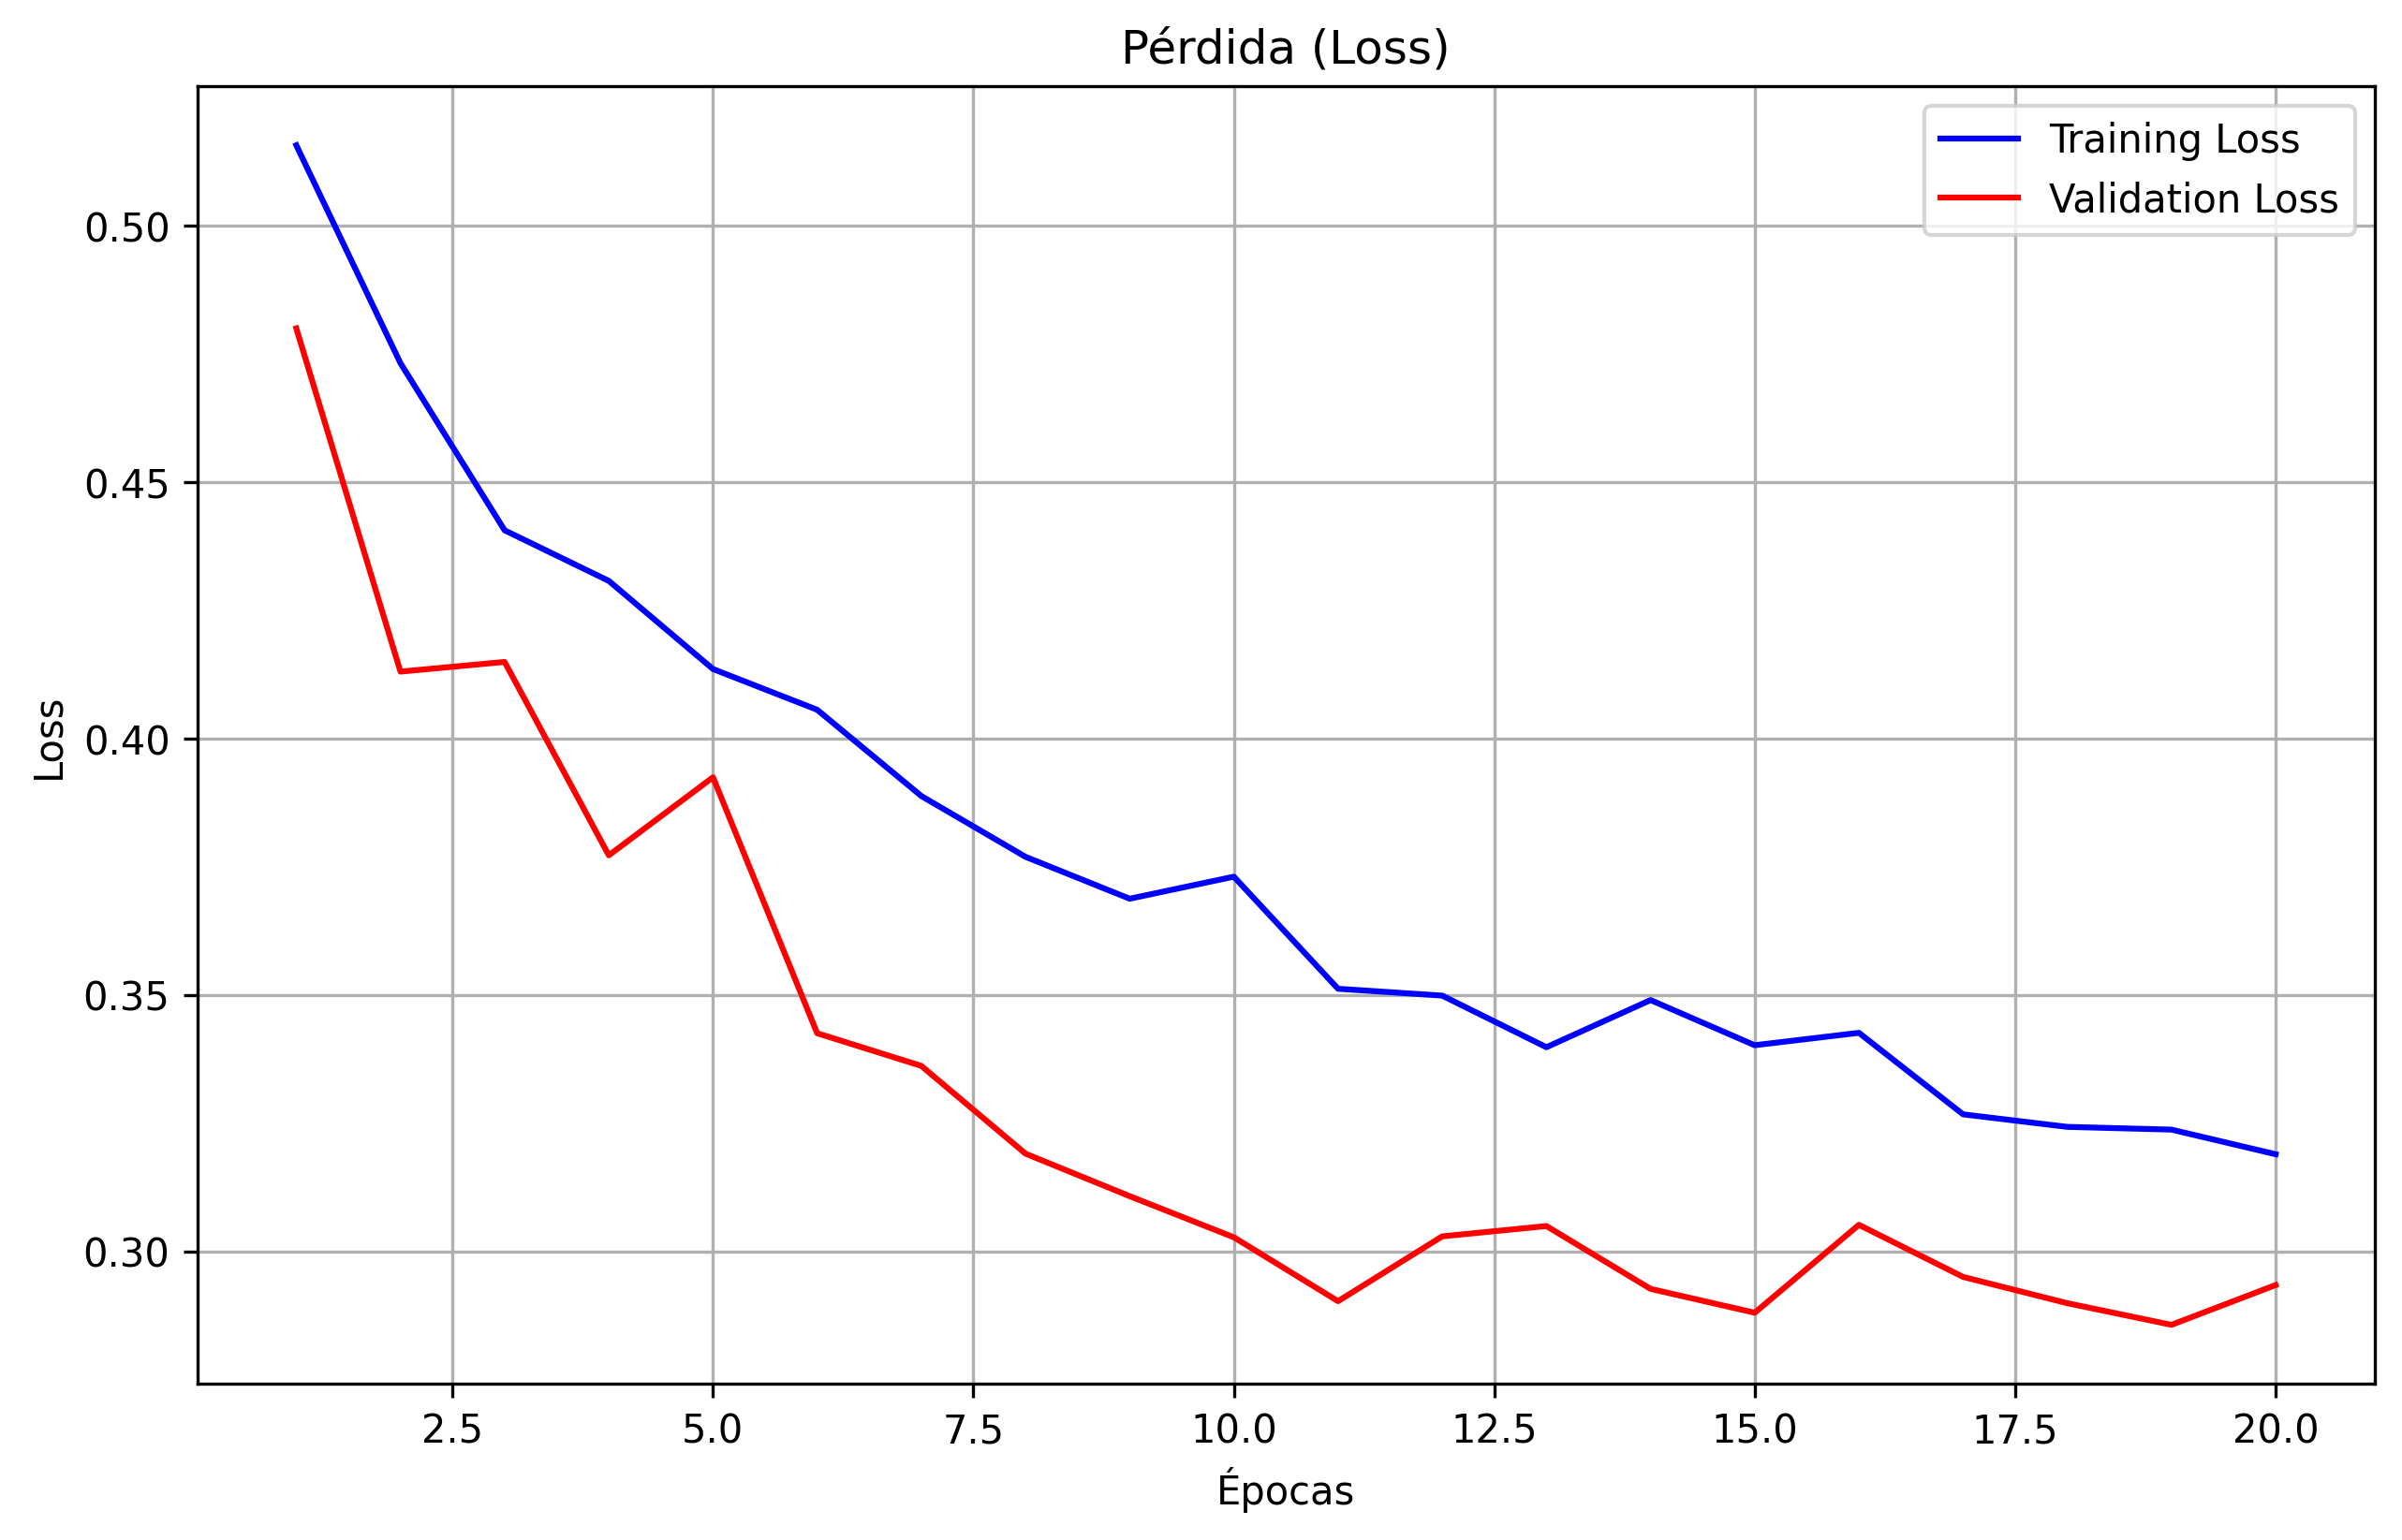 Pérdida (Loss)
Training Loss
Validation Loss
0.50
0.45
0.40
0.35
0.30
Loss
2.5 5.0 7.5 10.0 12.5 15.0 17.5 20.0
Épocas